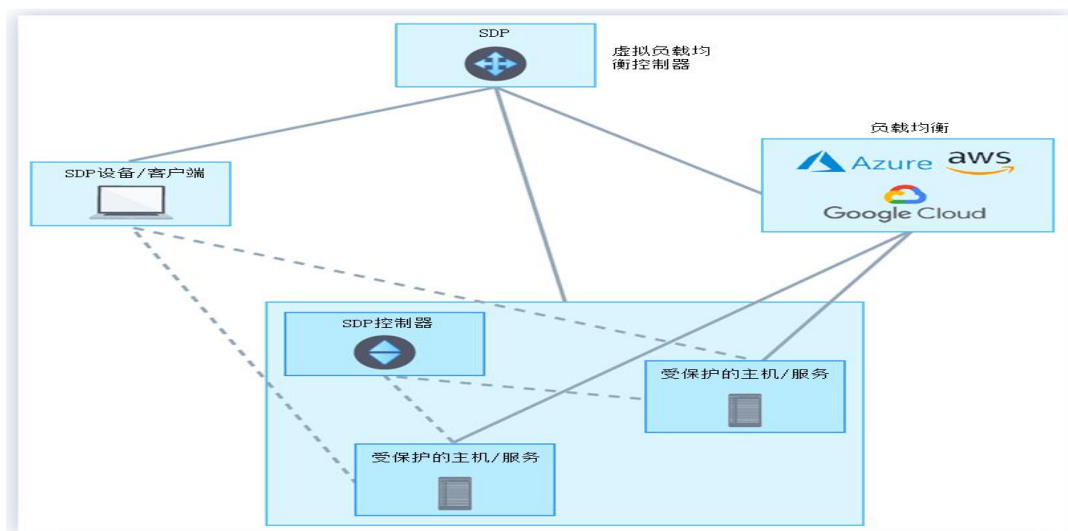 SDP
虚拟负载均
衡控制器
负载均衡
Azure aws
Google Cloud
SDP设备/客户端
SDP控制器
受保护的主机/服务
受保护的主机/服务